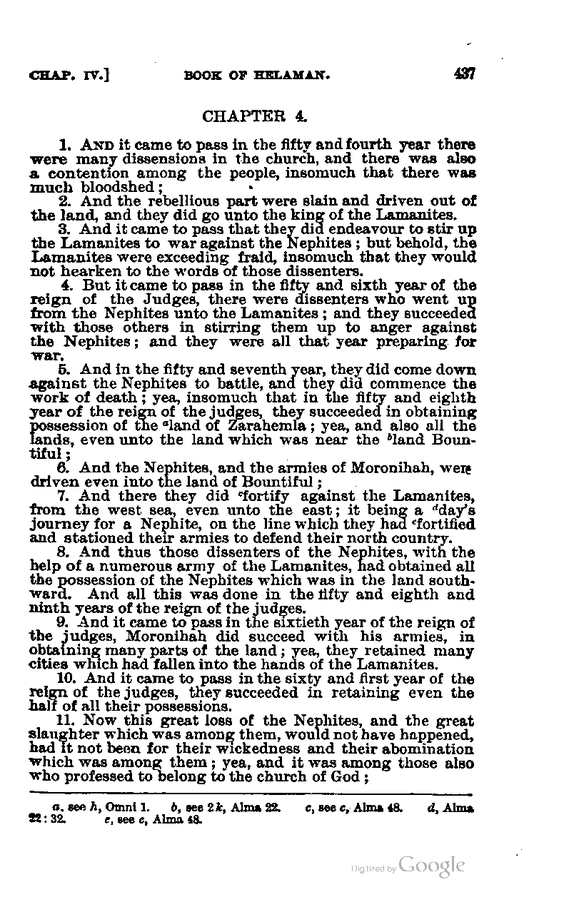 CHAP. IV.] BOOK OF HELAMAN. 437
CHAPTER 4.
1. AND it came to pass in the fifty and fourth year there
were many dissensions in the church, and there was also
a contention among the people, insomuch that there was
much bloodshed;
2. And the rebellious part were slain and driven out of
the land, and they did go unto the king of the Lamanites.
3. And it came to pass that they did endeavour to stir up
the Lamanites to war against the Nephites; but behold, the
Lamanites were exceeding fraid, insomuch that they would
not hearken to the words of those dissenters.
4. But it came to pass in the fifty and sixth year of the
reign of the Judges, there were dissenters who went up
from the Nephites unto the Lamanites; and they succeeded
with those others in stirring them up to anger against
the Nephites; and they were all that year preparing for
war.
5. And in the fifty and seventh year, they did come down
against the Nephites to battle, and they did commence the
work of death; yea, insomuch that in the fifty and eighth
year of the reign of the judges, they succeeded in obtaining
possession of the ᵃland of Zarahemla; yea, and also all the
lands, even unto the land which was near the ᵇland Boun-
tiful;
6. And the Nephites, and the armies of Moronihah, were
driven even into the land of Bountiful;
7. And there they did ᶜfortify against the Lamanites,
from the west sea, even unto the east; it being a ᵈday's
journey for a Nephite, on the line which they had ᵉfortified
and stationed their armies to defend their north country.
8. And thus those dissenters of the Nephites, with the
help of a numerous army of the Lamanites, had obtained all
the possession of the Nephites which was in the land south-
ward. And all this was done in the fifty and eighth and
ninth years of the reign of the judges.
9. And it came to pass in the sixtieth year of the reign of
the judges, Moronihah did succeed with his armies, in
obtaining many parts of the land; yea, they retained many
cities which had fallen into the hands of the Lamanites.
10. And it came to pass in the sixty and first year of the
reign of the judges, they succeeded in retaining even the
half of all their possessions.
11. Now this great loss of the Nephites, and the great
slaughter which was among them, would not have happened,
had it not been for their wickedness and their abomination
which was among them; yea, and it was among those also
who professed to belong to the church of God;
a, see h, Omni 1. b, see 2 k, Alma 22. c, see c, Alma 48. d, Alma
22:32. e, see c, Alma 48.
Digitized by Google